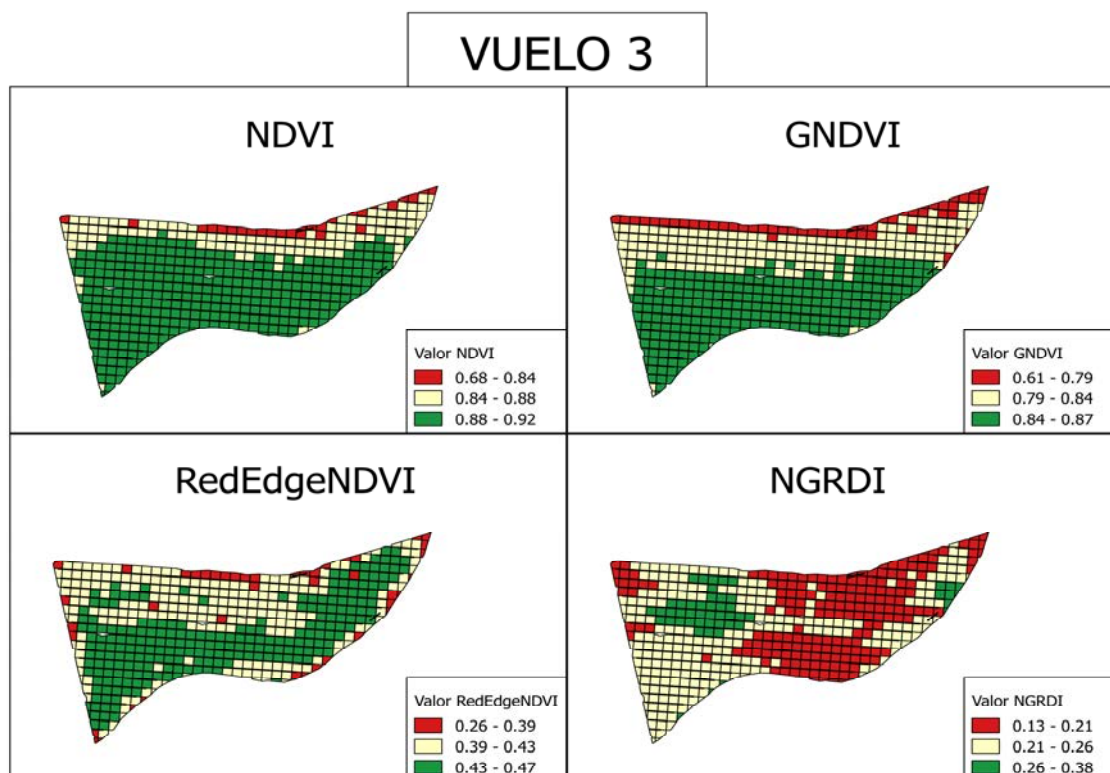 VUELO 3
NDVI
Valor NDVI
0.68 - 0.84
0.84 - 0.88
0.88 - 0.92
GNDVI
Valor GNDVI
0.61 - 0.79
0.79 - 0.84
0.84 - 0.87
RedEdgeNDVI
Valor RedEdgeNDVI
0.26 - 0.39
0.39 - 0.43
0.43 - 0.47
NGRDI
Valor NGRDI
0.13 - 0.21
0.21 - 0.26
0.26 - 0.38